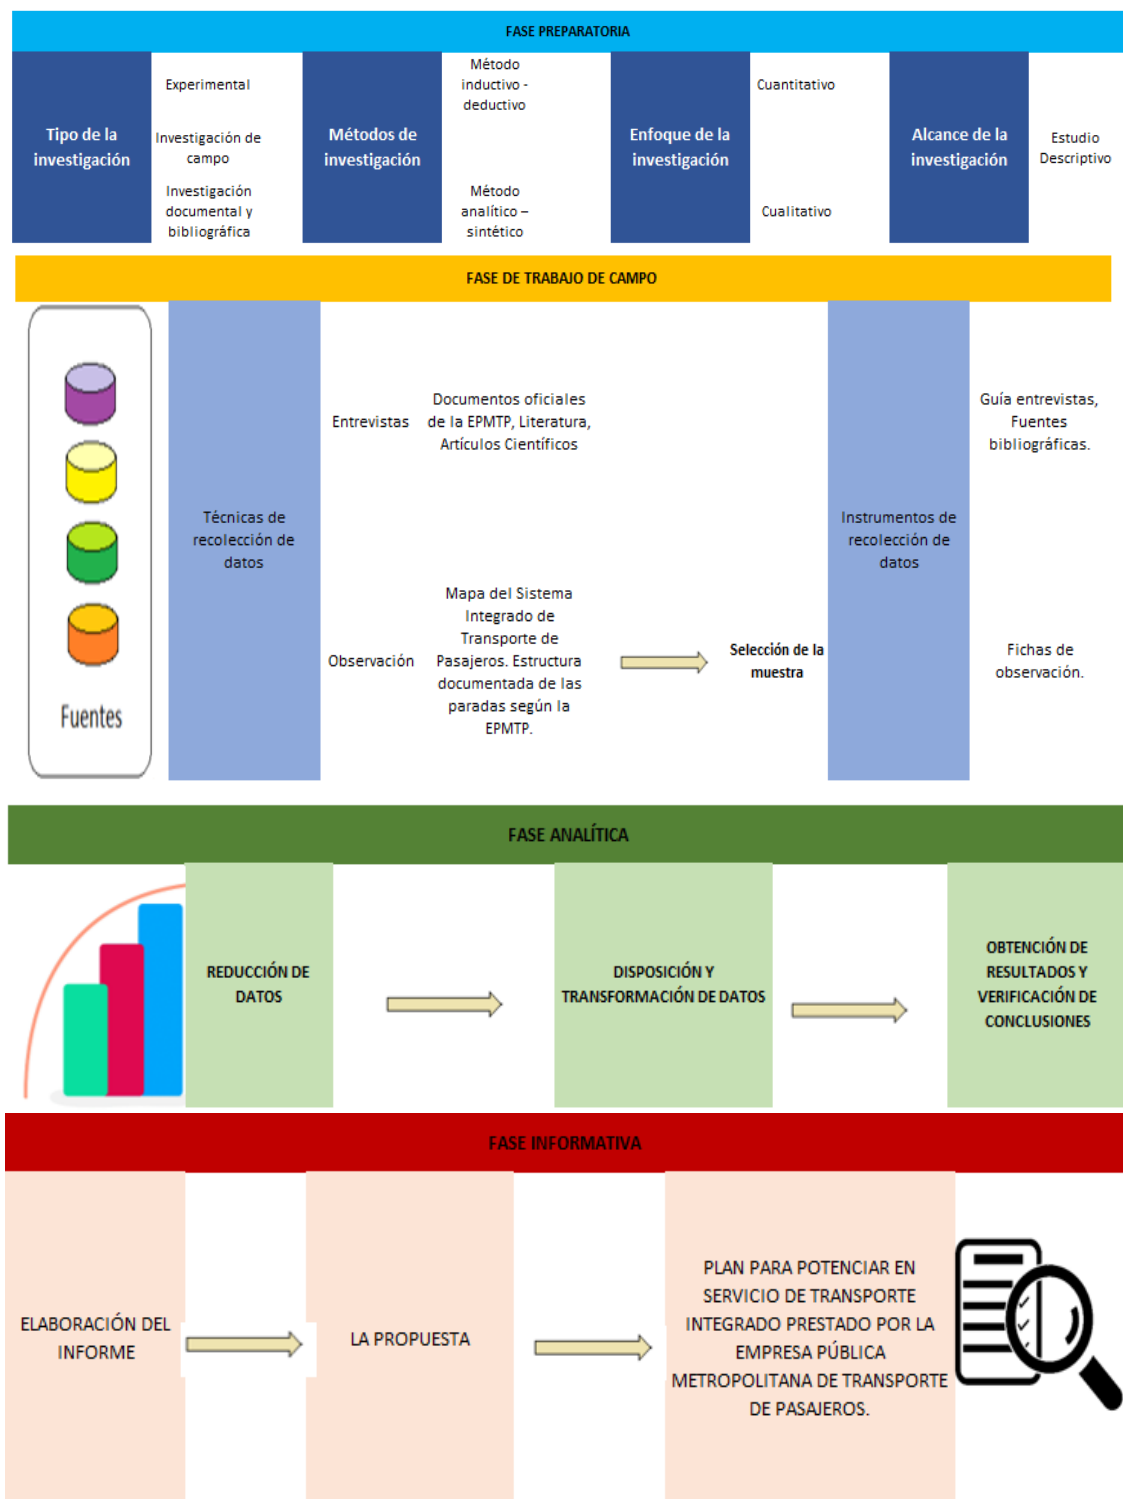 FASE PREPARATORIA
Tipo de la
investigación
Experimental
Investigación de
campo
Investigación
documental y
bibliográfica
Métodos de
investigación
Método
inductivo -
deductivo
Método
analítico –
sintético
Enfoque de la
investigación
Cuantitativo
Cualitativo
Alcance de la
investigación
Estudio
Descriptivo
FASE DE TRABAJO DE CAMPO
Fuentes
Técnicas de
recolección de
datos
Entrevistas
Documentos oficiales
de la EPMTP, Literatura,
Artículos Científicos
Observación
Mapa del Sistema
Integrado de
Transporte de
Pasajeros. Estructura
documentada de las
paradas según la
EPMTP.
Selección de la
muestra
Instrumentos de
recolección de
datos
Guía entrevistas,
Fuentes
bibliográficas.
Fichas de
observación.
FASE ANALÍTICA
REDUCCIÓN DE
DATOS
DISPOSICIÓN Y
TRANSFORMACIÓN DE DATOS
OBTENCIÓN DE
RESULTADOS Y
VERIFICACIÓN DE
CONCLUSIONES
FASE INFORMATIVA
ELABORACIÓN DEL
INFORME
LA PROPUESTA
PLAN PARA POTENCIAR EN
SERVICIO DE TRANSPORTE
INTEGRADO PRESTADO POR LA
EMPRESA PÚBLICA
METROPOLITANA DE TRANSPORTE
DE PASAJEROS.